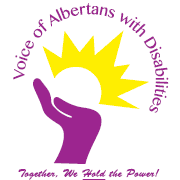 Voice of Albertans with Disabilities
Together, We Hold the Power!